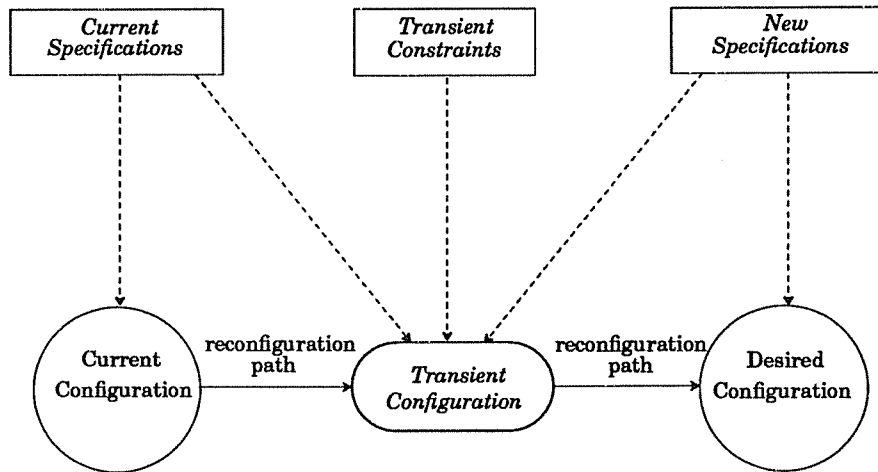 Current
Specifications
Transient
Constraints
New
Specifications
Current
Configuration
reconfiguration
path
Transient
Configuration
reconfiguration
path
Desired
Configuration